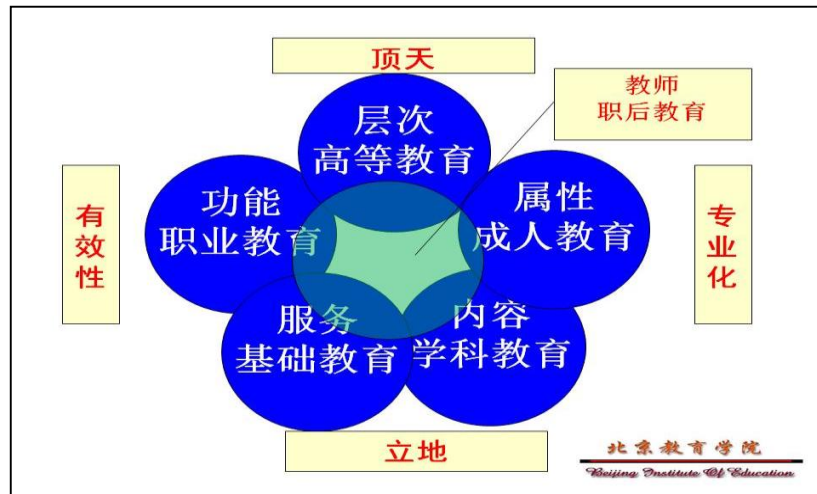 顶天
教师
职后教育
层次
高等教育
功能
职业教育
属性
成人教育
有
效
性
专
业
化
服务
基础教育
内容
学科教育
立地
北京教育学院
Beijing Institute Of Education